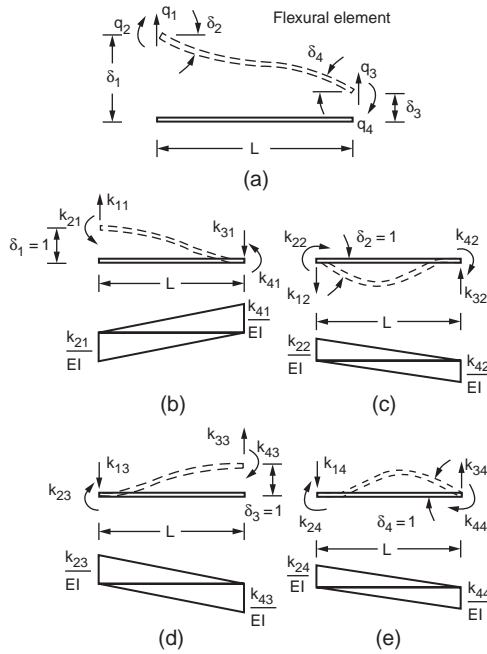 Flexural element
q1
q2
δ2
δ1
δ4
q3
δ3
q4
L
(a)
k11
k21
δ1 = 1
k31
k41
L
k41
EI
k21
EI
(b)
k22
δ2 = 1
k42
k12
k32
L
k22
EI
k42
EI
(c)
k33
k13
k43
k23
δ3 = 1
L
k23
EI
k43
EI
(d)
k14
k34
k24
δ4 = 1
k44
L
k24
EI
k44
EI
(e)